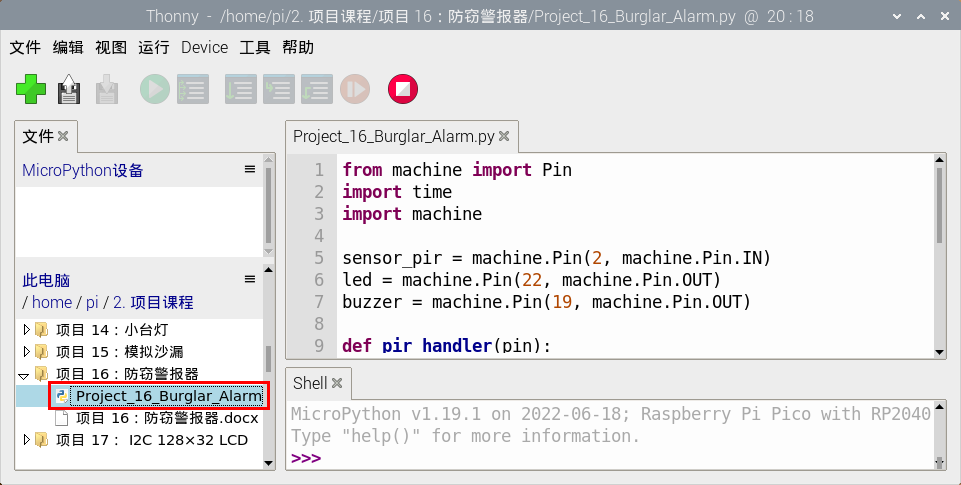 Thonny - /home/pi/2. 项目课程/项目 16：防窃警报器/Project_16_Burglar_Alarm.py @ 20 : 18
文件 编辑 视图 运行 Device 工具 帮助
文件
MicroPython设备
此电脑
/ home / pi / 2. 项目课程
项目 14：小台灯
项目 15：模拟沙漏
项目 16：防窃警报器
Project_16_Burglar_Alarm
项目 16：防窃警报器.docx
项目 17： I2C 128×32 LCD
Project_16_Burglar_Alarm.py
1 from machine import Pin
2 import time
3 import machine
4
5 sensor_pir = machine.Pin(2, machine.Pin.IN)
6 led = machine.Pin(22, machine.Pin.OUT)
7 buzzer = machine.Pin(19, machine.Pin.OUT)
8
9 def pir_handler(pin):
Shell
MicroPython v1.19.1 on 2022-06-18; Raspberry Pi Pico with RP2040
Type "help()" for more information.
>>>